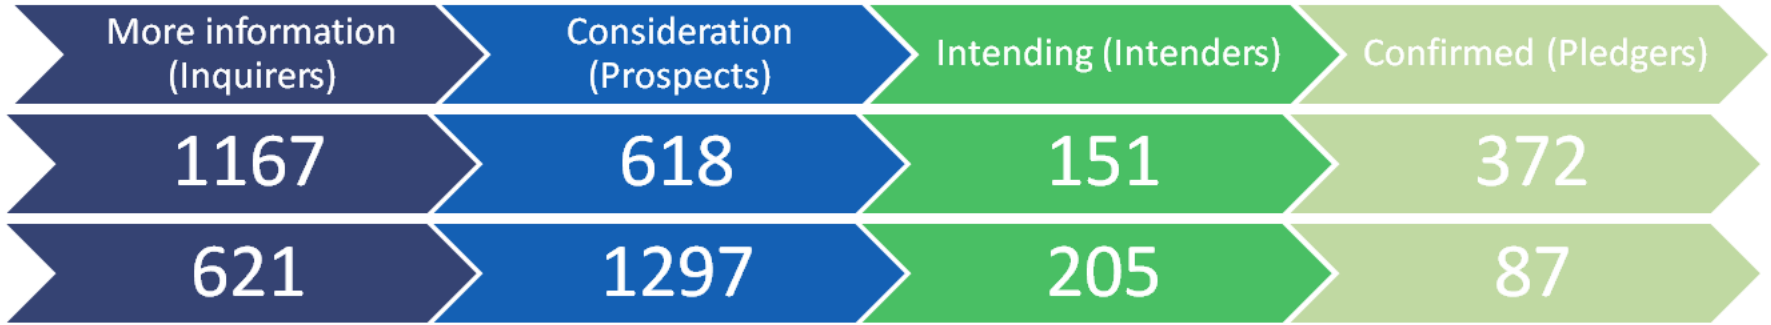 More information
(Inquirers)
Consideration
(Prospects)
Intending (Intenders)
Confirmed (Pledgers)
1167
618
151
372
621
1297
205
87